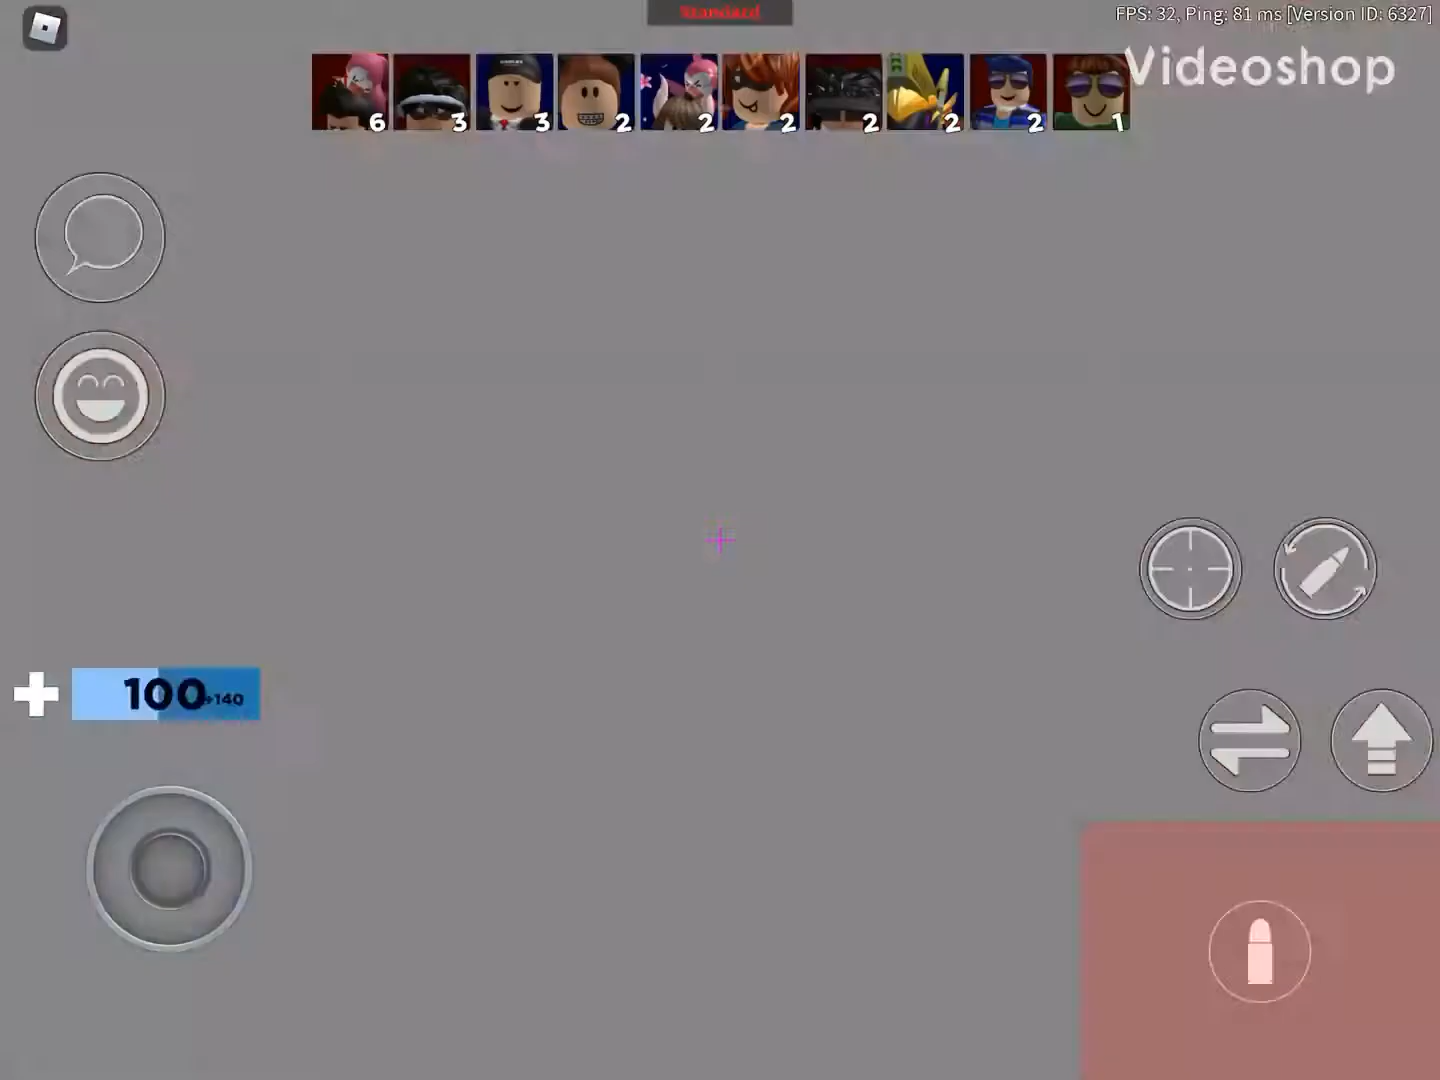 Standard
FPS: 32, Ping: 81 ms [Version ID: 6327]
Videoshop
6 3 3 2 2 2 2 2 2 1
100+140